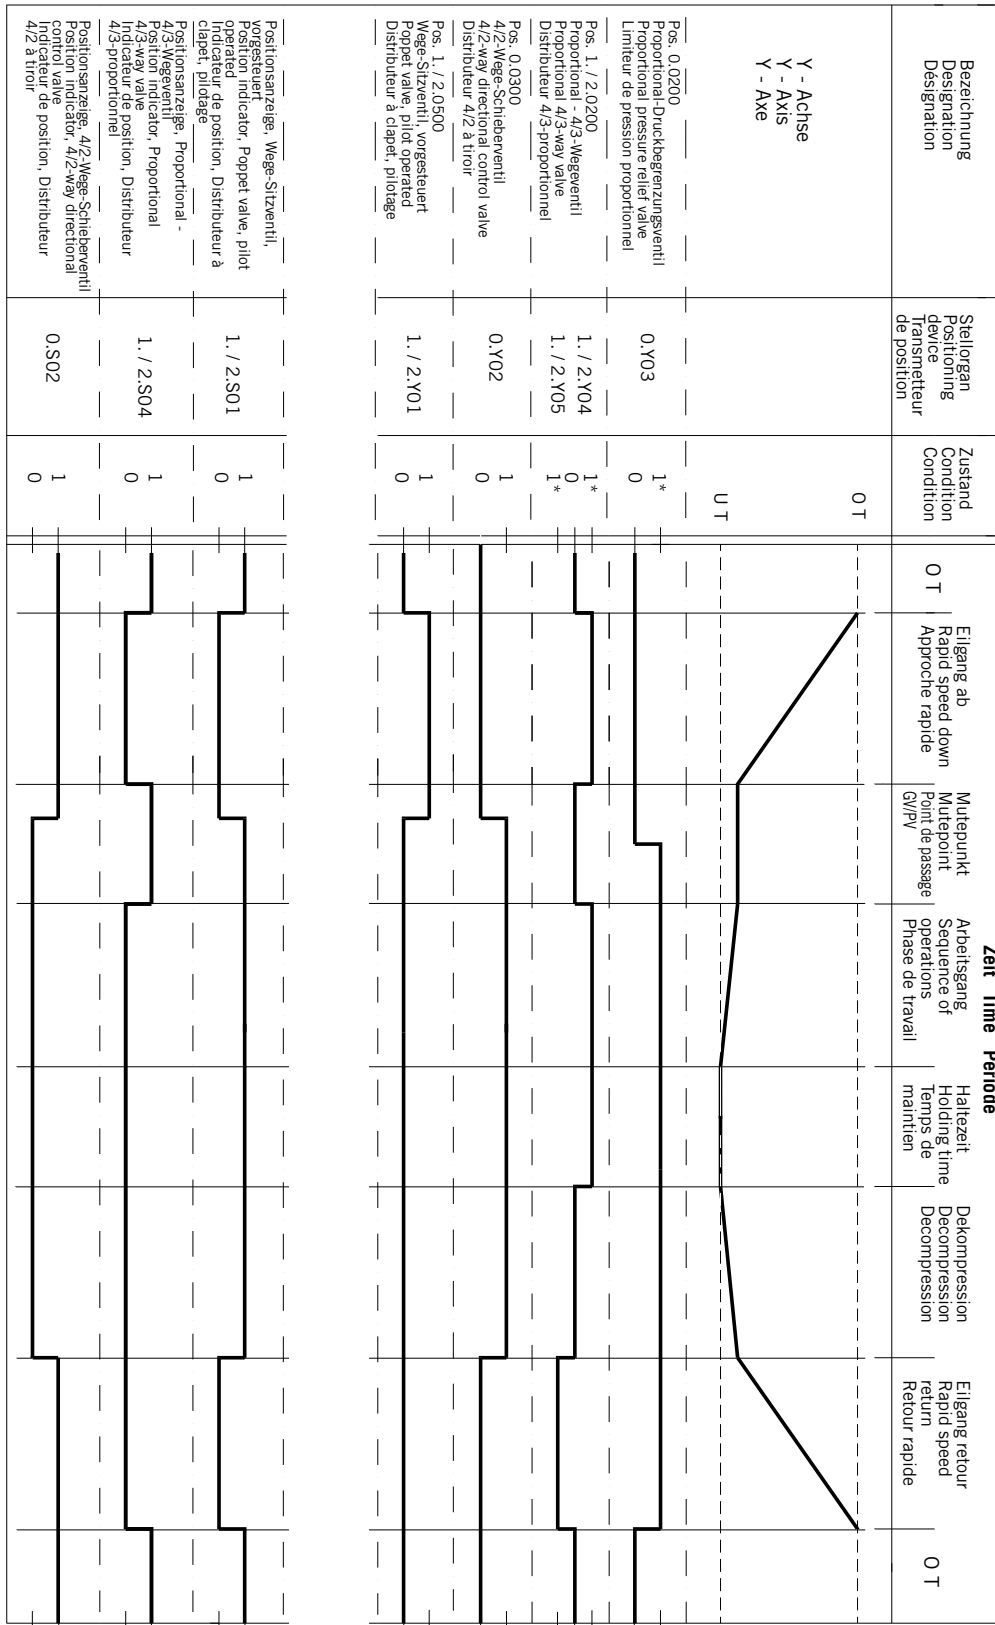 Zeit Time Periode
Bezeichnung
Designation
Désignation
Stellorgan
Positioning
device
Transmetteur
de position
Zustand
Condition
Condition
O T
Eilgang ab
Rapid speed down
Approche rapide
Mutepunkt
Mutepoint
Point de passage
GV/PV
Arbeitsgang
Sequence of
operations
Phase de travail
Haltezeit
Holding time
Temps de
maintien
Dekompression
Decompression
Decompression
Eilgang retour
Rapid speed
return
Retour rapide
O T
Y - Achse
Y - Axis
Y - Axe
O T
U T
Pos. 0.0200
Proportional-Druckbegrenzungsventil
Proportional pressure relief valve
Limiteur de pression proportionnel
0.Y03
1*
0
Pos. 1. / 2.0200
Proportional - 4/3-Wegeventil
Proportional 4/3-way valve
Distributeur 4/3-proportionnel
1. / 2.Y04
1. / 2.Y05
1*
0
1*
Pos. 0.0300
4/2-Wege-Schieberventil
4/2-way directional control valve
Distributeur 4/2 à tiroir
0.Y02
1
0
Pos. 1. / 2.0500
Wege-Sitzventil, vorgesteuert
Poppet valve, pilot operated
Distributeur à clapet, pilotage
1. / 2.Y01
1
0
Positionsanzeige, Wege-Sitzventil,
vorgesteuert
Position indicator, Poppet valve, pilot
operated
Indicateur de position, Distributeur à
clapet, pilotage
1. / 2.S01
1
0
Positionsanzeige, Proportional -
4/3-Wegeventil
Position indicator, Proportional
4/3-way valve
Indicateur de position, Distributeur
4/3-proportionnel
1. / 2.S04
1
0
Positionsanzeige, 4/2-Wege-Schieberventil
Position indicator, 4/2-way directional
control valve
Indicateur de position, Distributeur
4/2 à tiroir
0.S02
1
0